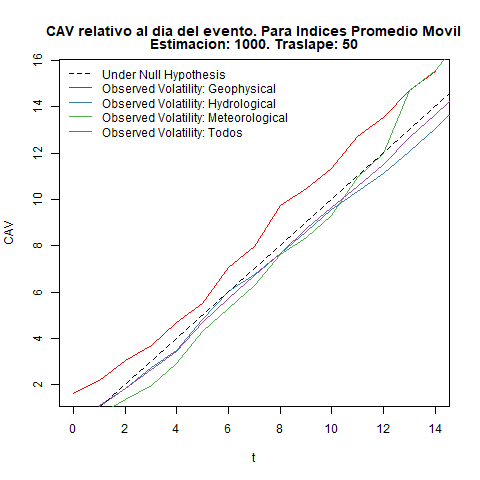 CAV relativo al dia del evento. Para Indices Promedio Movil
Estimacion: 1000. Traslape: 50
Under Null Hypothesis
Observed Volatility: Geophysical
Observed Volatility: Hydrological
Observed Volatility: Meteorological
Observed Volatility: Todos
CAV
16
14
12
10
8
6
4
2
0 2 4 6 8 10 12 14
t